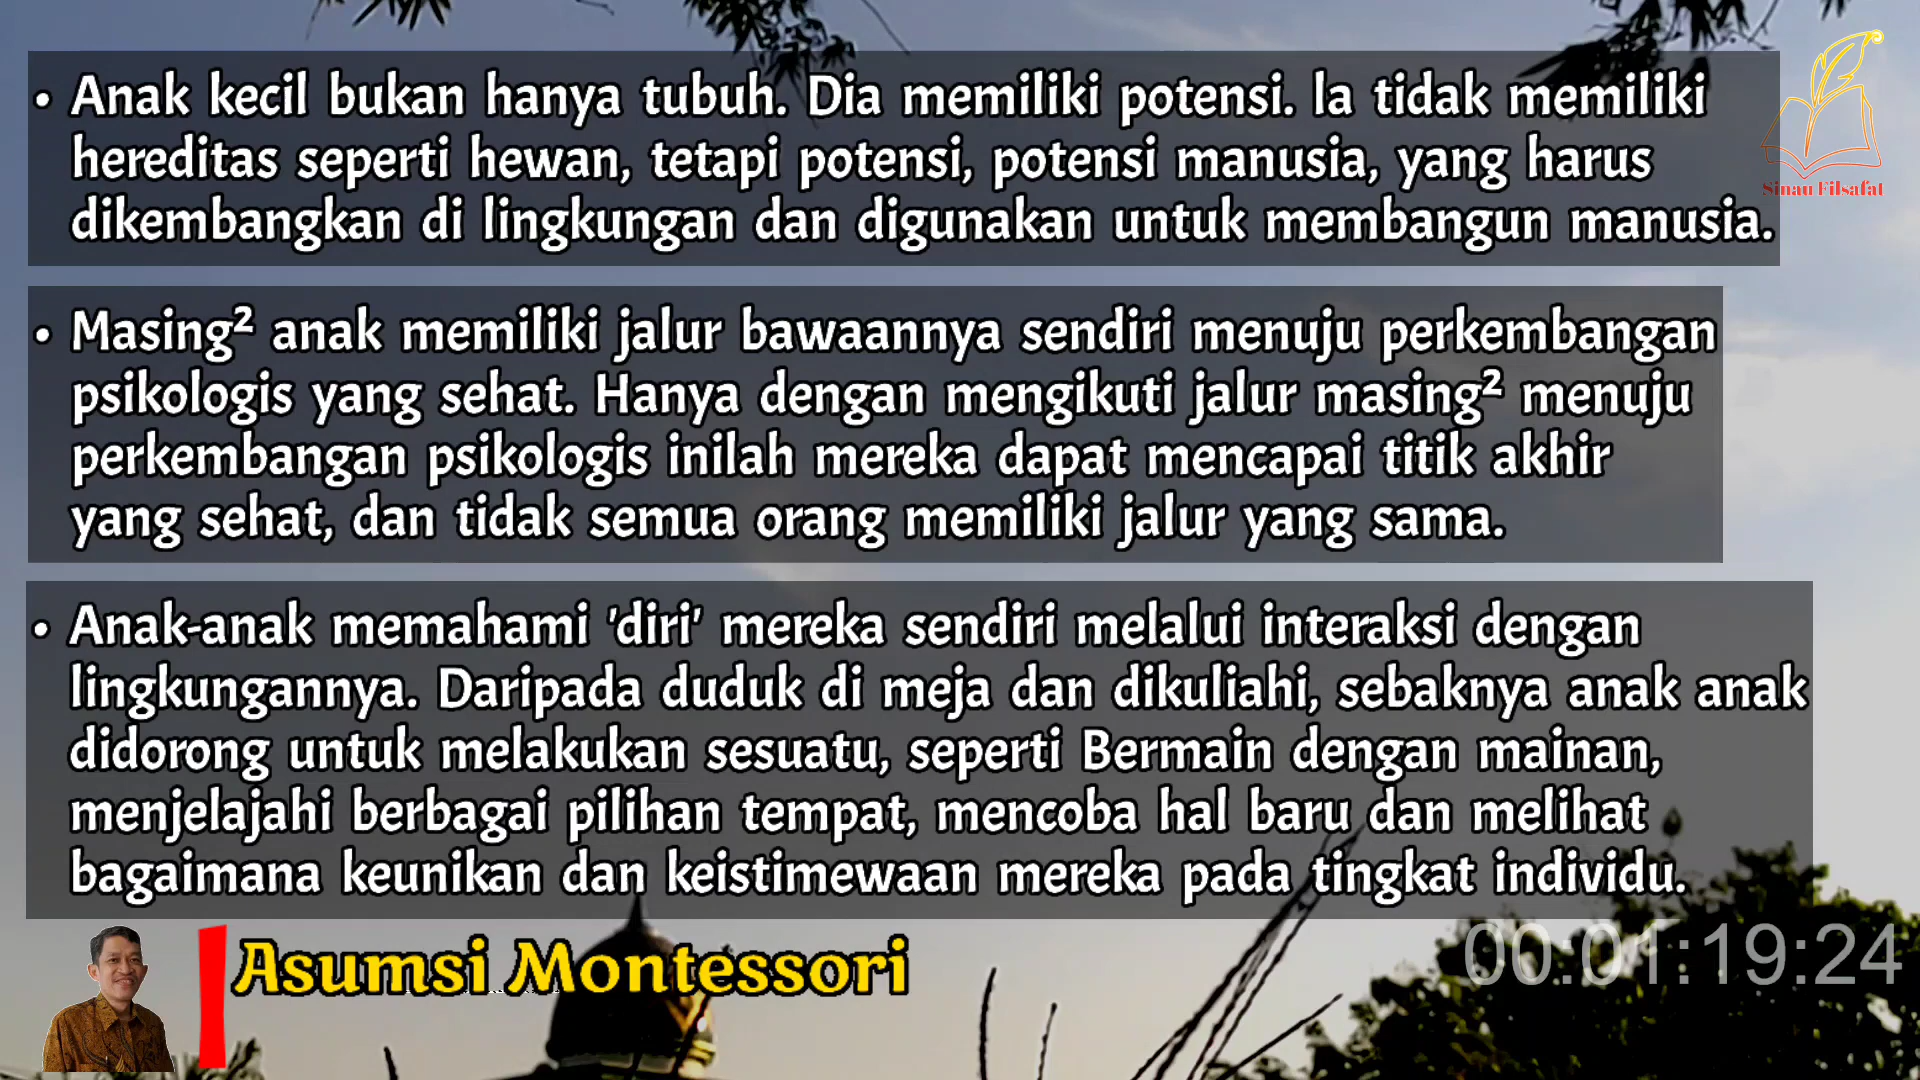 • Anak kecil bukan hanya tubuh. Dia memiliki potensi. la tidak memiliki
hereditas seperti hewan, tetapi potensi, potensi manusia, yang harus
dikembangkan di lingkungan dan digunakan untuk membangun manusia.
Sinau Filsafat
• Masing² anak memiliki jalur bawaannya sendiri menuju perkembangan
psikologis yang sehat. Hanya dengan mengikuti jalur masing² menuju
perkembangan psikologis inilah mereka dapat mencapai titik akhir
yang sehat, dan tidak semua orang memiliki jalur yang sama.
• Anak-anak memahami 'diri' mereka sendiri melalui interaksi dengan
lingkungannya. Daripada duduk di meja dan dikuliahi, sebaknya anak anak
didorong untuk melakukan sesuatu, seperti Bermain dengan mainan,
menjelajahi berbagai pilihan tempat, mencoba hal baru dan melihat
bagaimana keunikan dan keistimewaan mereka pada tingkat individu.
Asumsi Montessori
00:01:19:24